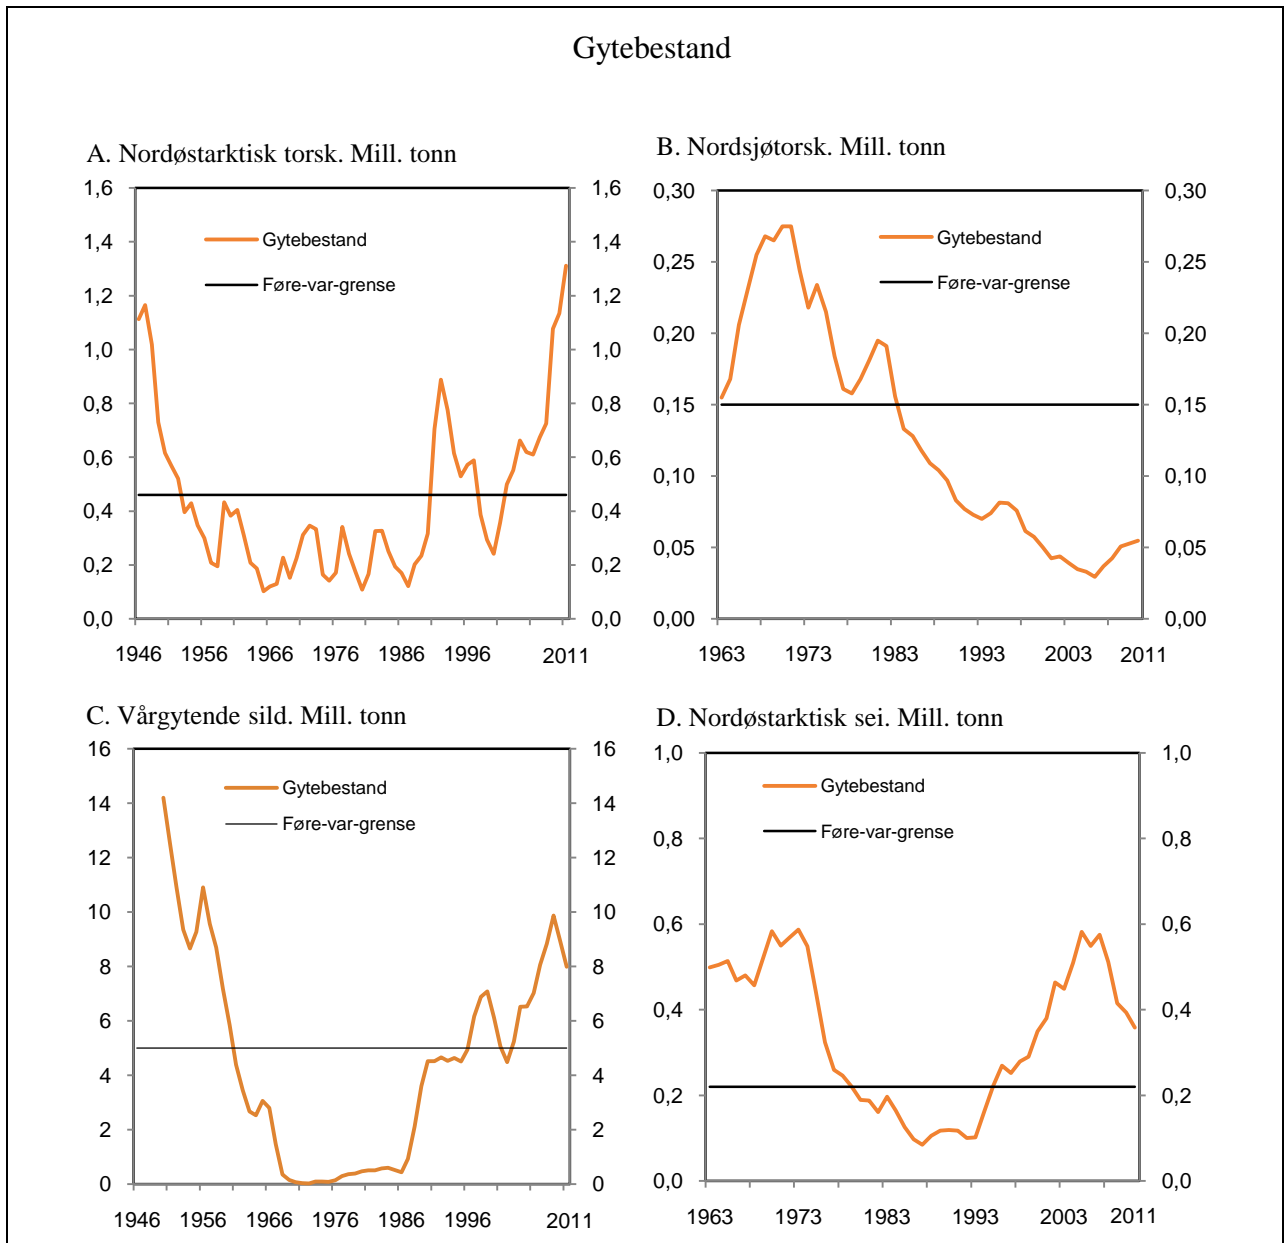 Gytebestand
A. Nordøstarktisk torsk. Mill. tonn
1,6 1,6
1,4 1,4
1,2 1,2
1,0 1,0
0,8 0,8
0,6 0,6
0,4 0,4
0,2 0,2
0,0 0,0
Gytebestand
Føre-var-grense
1946 1956 1966 1976 1986 1996 2011
B. Nordsjøtorsk. Mill. tonn
0,30 0,30
0,25 0,25
0,20 0,20
0,15 0,15
0,10 0,10
0,05 0,05
0,00 0,00
Gytebestand
Føre-var-grense
1963 1973 1983 1993 2003 2011
C. Vårgytende sild. Mill. tonn
16 16
14 14
12 12
10 10
8 8
6 6
4 4
2 2
0 0
Gytebestand
Føre-var-grense
1946 1956 1966 1976 1986 1996 2011
D. Nordøstarktisk sei. Mill. tonn
1,0 1,0
0,8 0,8
0,6 0,6
0,4 0,4
0,2 0,2
0,0 0,0
Gytebestand
Føre-var-grense
1963 1973 1983 1993 2003 2011